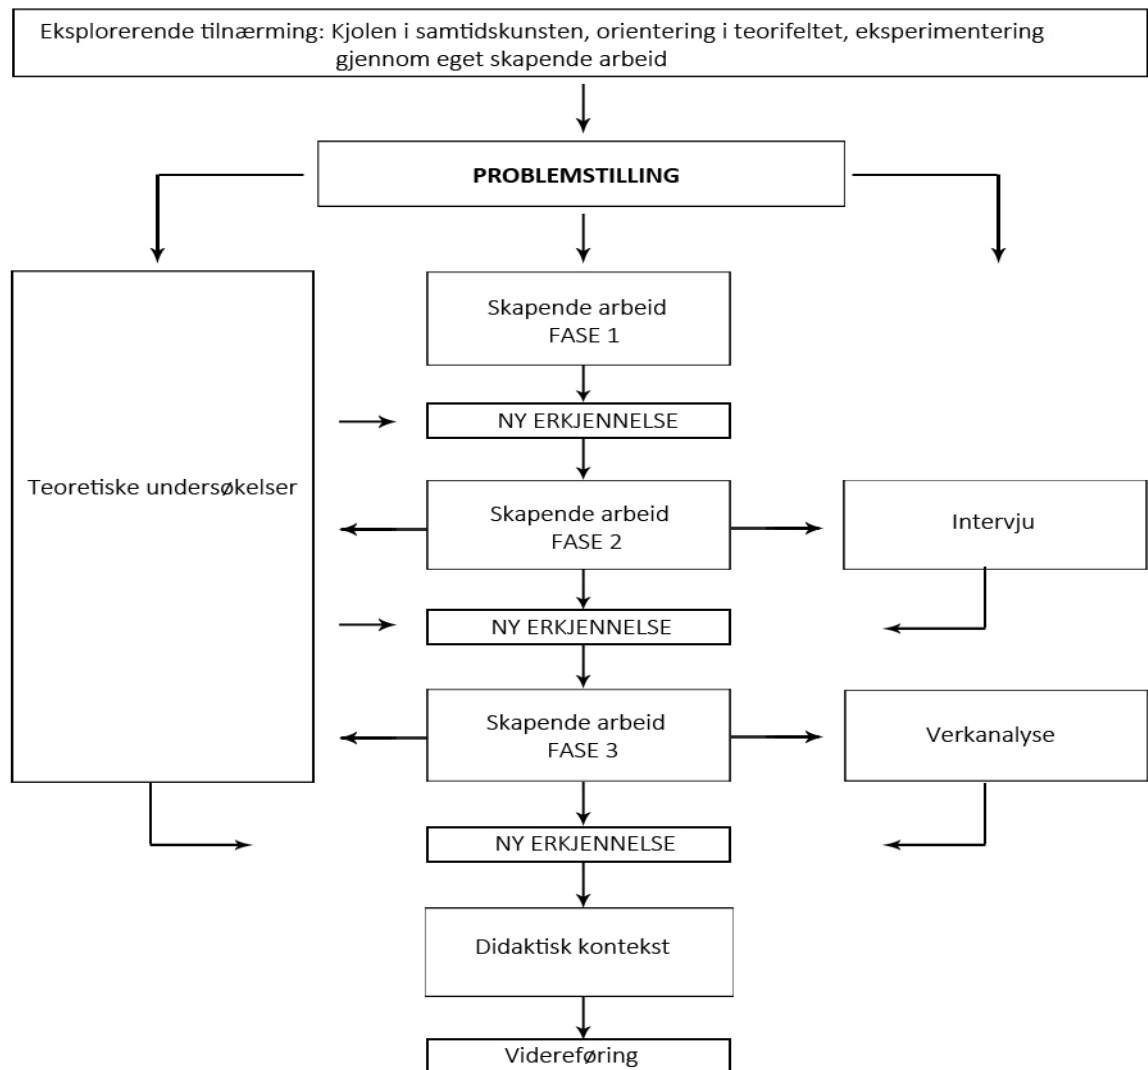 Eksplorerende tilnærming: Kjolen i samtidskunsten, orientering i teorifeltet, eksperimentering
gjennom eget skapende arbeid
PROBLEMSTILLING
Skapende arbeid
FASE 1
NY ERKJENNELSE
Teoretiske undersøkelser
Skapende arbeid
FASE 2
Intervju
NY ERKJENNELSE
Skapende arbeid
FASE 3
Verkanalyse
NY ERKJENNELSE
Didaktisk kontekst
Videreføring